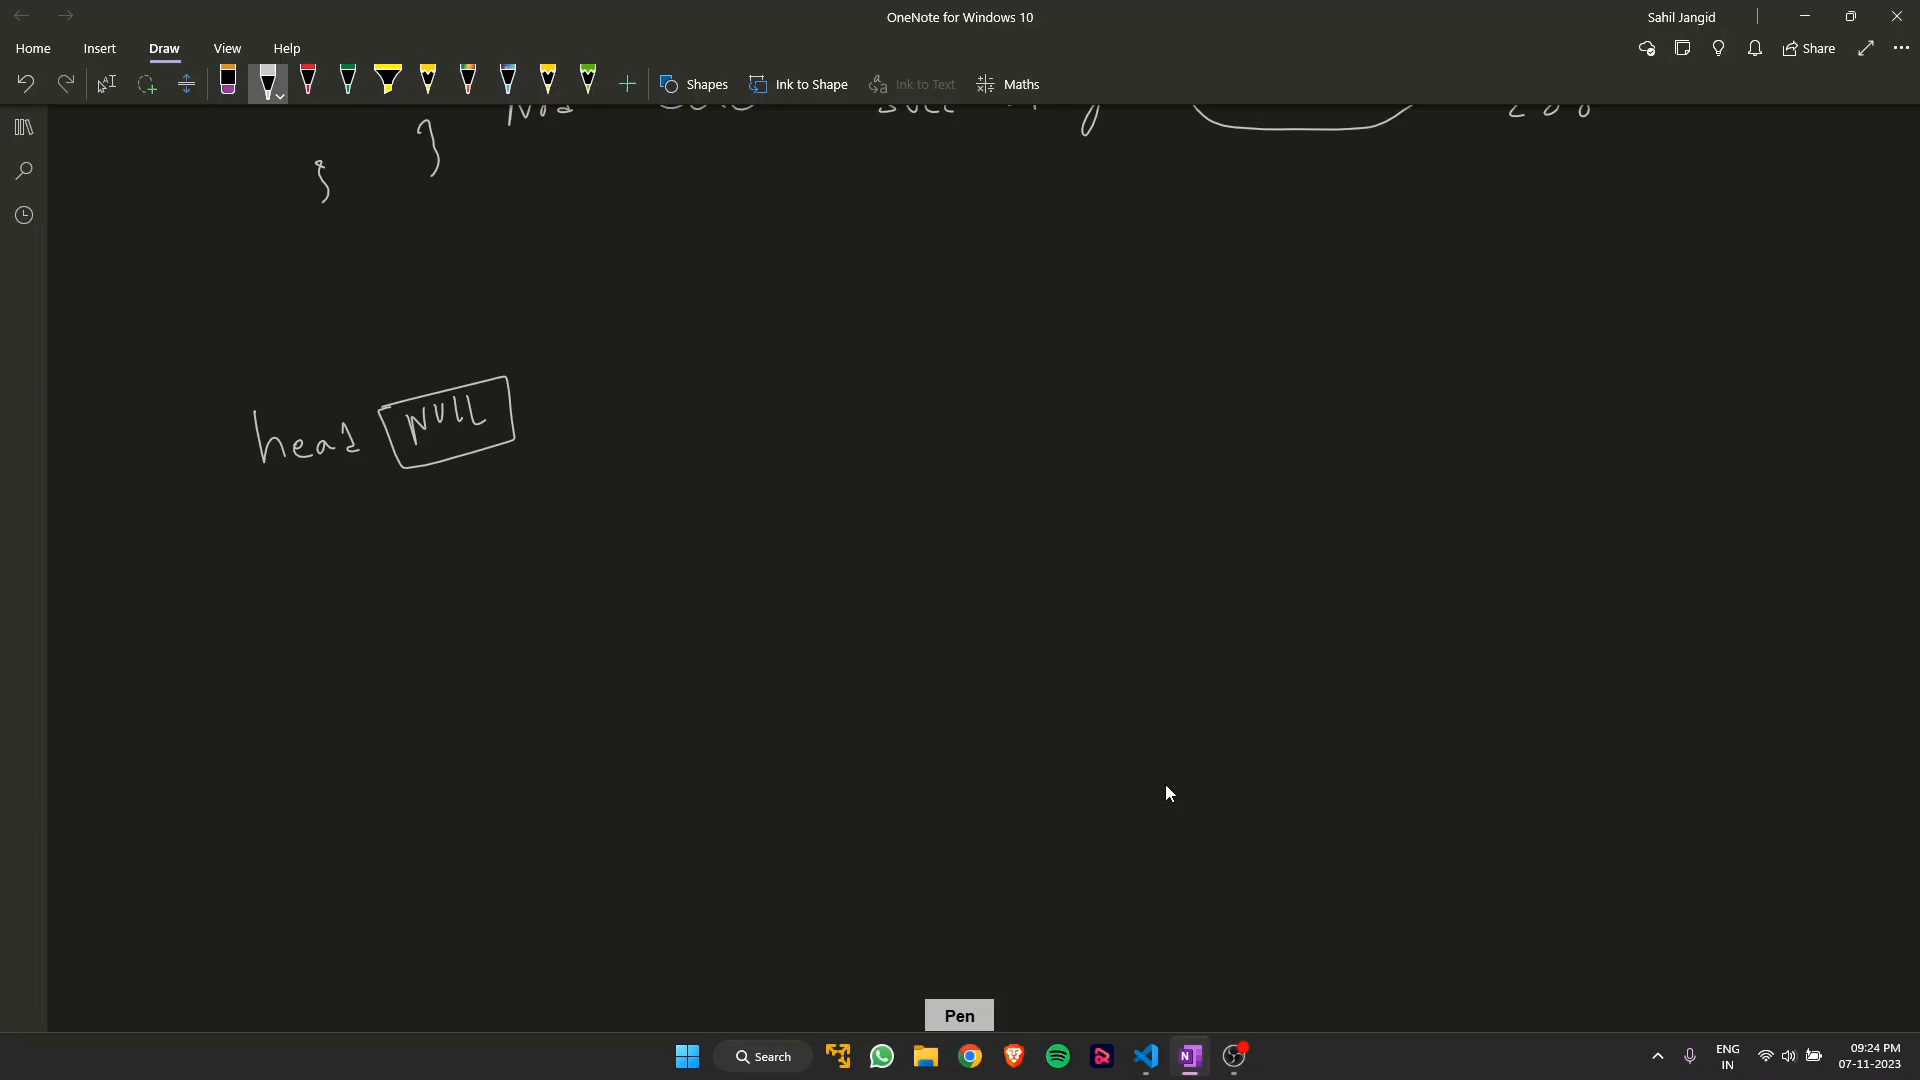 OneNote for Windows 10
Sahil Jangid
Home Insert Draw View Help
Share
Shapes
Ink to Shape
Ink to Text
Maths
}
}
head NULL
Pen
Search
ENG
IN
09:24 PM
07-11-2023